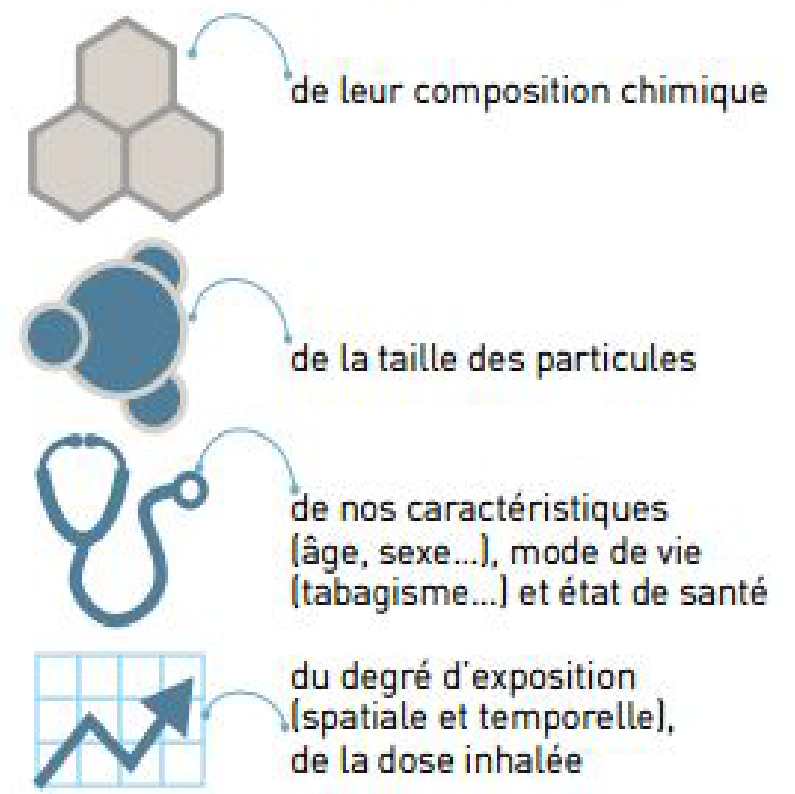 de leur composition chimique
de la taille des particules
de nos caractéristiques
(âge, sexe...), mode de vie
(tabagisme...) et état de santé
du degré d'exposition
(spatiale et temporelle),
de la dose inhalée